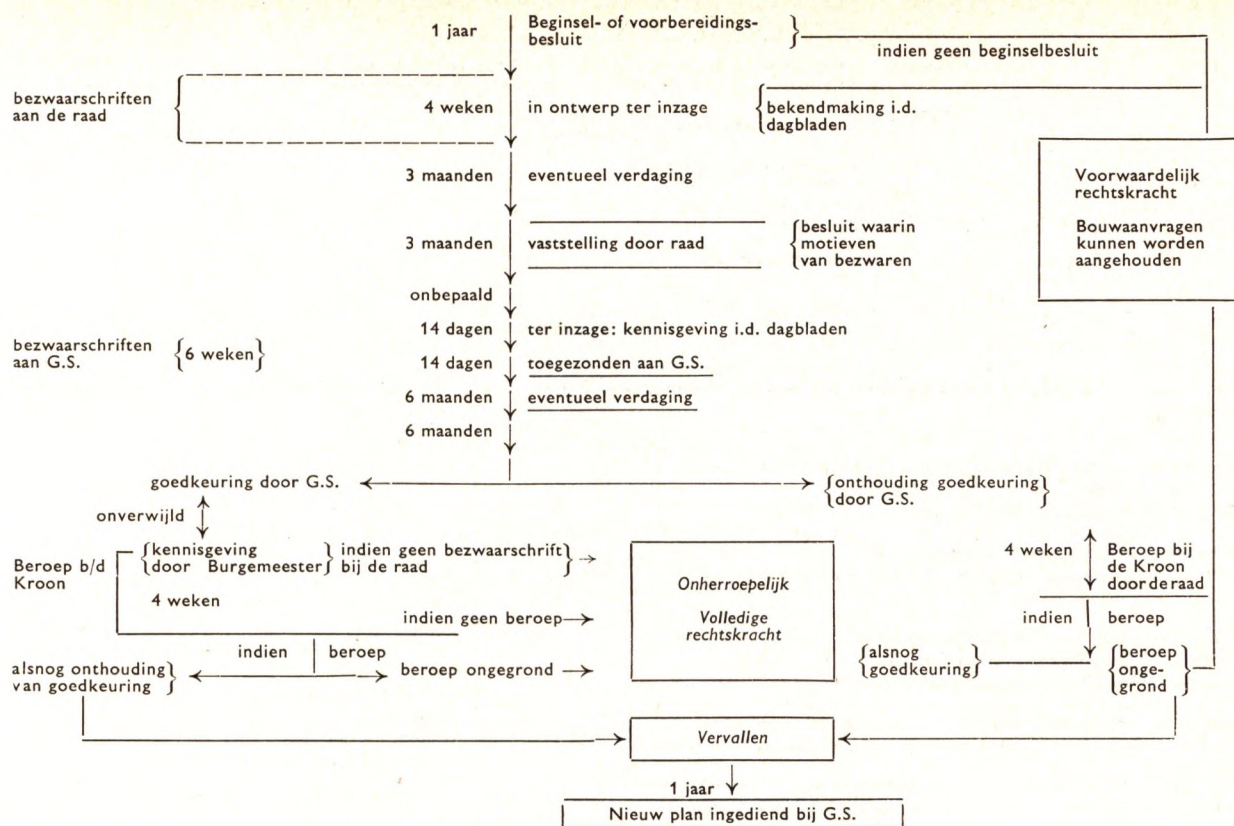 1 jaar
Beginsel- of voorbereidings-
besluit
indien geen beginselbesluit
bezwaarschriften
aan de raad
4 weken
in ontwerp ter inzage
bekendmaking i.d.
dagbladen
3 maanden
eventueel verdaging
Voorwaardelijk
rechtskracht
Bouwaanvragen
kunnen worden
aangehouden
3 maanden
vaststelling door raad
besluit waarin
motieven
van bezwaren
onbepaald
14 dagen
ter inzage: kennisgeving i.d. dagbladen
bezwaarschriften
aan G.S.
6 weken
14 dagen
toegezonden aan G.S.
6 maanden
eventueel verdaging
6 maanden
goedkeuring door G.S.
onthouding goedkeuring
door G.S.
onverwijld
Beroep b/d
Kroon
kennisgeving
door Burgemeester
indien geen bezwaarschrift
bij de raad
4 weken
indien geen beroep
Onherroepelijk
Volledige
rechtskracht
4 weken
Beroep bij
de Kroon
door de raad
indien
beroep
indien
beroep
alsnog onthouding
van goedkeuring
beroep ongegrond
alsnog
goedkeuring
beroep
onge-
grond
Vervallen
1 jaar
Nieuw plan ingediend bij G.S.